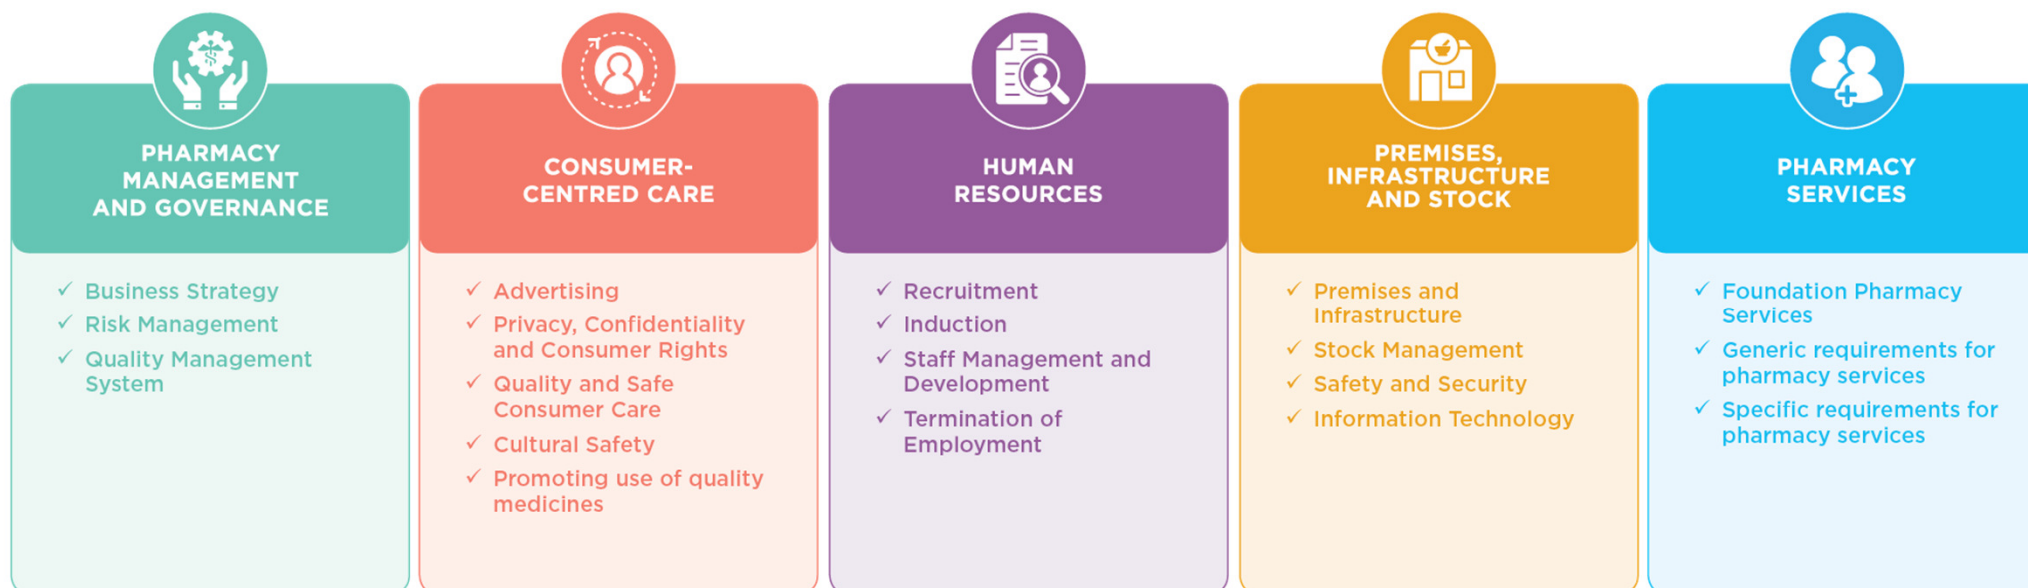 PHARMACY
MANAGEMENT
AND GOVERNANCE
✓ Business Strategy
✓ Risk Management
✓ Quality Management
System
CONSUMER-
CENTRED CARE
✓ Advertising
✓ Privacy, Confidentiality
and Consumer Rights
✓ Quality and Safe
Consumer Care
✓ Cultural Safety
✓ Promoting use of quality
medicines
HUMAN
RESOURCES
✓ Recruitment
✓ Induction
✓ Staff Management and
Development
✓ Termination of
Employment
PREMISES,
INFRASTRUCTURE
AND STOCK
✓ Premises and
Infrastructure
✓ Stock Management
✓ Safety and Security
✓ Information Technology
PHARMACY
SERVICES
✓ Foundation Pharmacy
Services
✓ Generic requirements for
pharmacy services
✓ Specific requirements for
pharmacy services